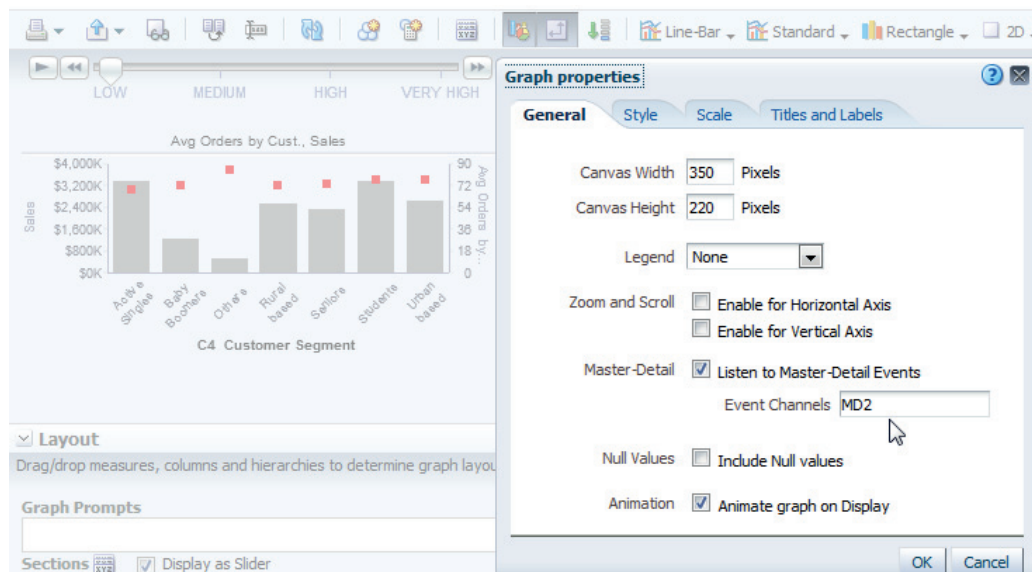 Line-Bar
Standard
Rectangle
2D
LOW MEDIUM HIGH VERY HIGH
Avg Orders by Cust., Sales
$4,000K
$3,200K
$2,400K
$1,600K
$800K
$0K
Sales
90
72
54
36
18
0
Avg Orders by...
Active Singles
Baby Boomers
Others
Rural based
Seniors
Students
Urban based
C4 Customer Segment
Layout
Drag/drop measures, columns and hierarchies to determine graph layou
Graph Prompts
Sections
Display as Slider
Graph properties
General Style Scale Titles and Labels
Canvas Width 350 Pixels
Canvas Height 220 Pixels
Legend None
Zoom and Scroll Enable for Horizontal Axis
Enable for Vertical Axis
Master-Detail Listen to Master-Detail Events
Event Channels MD2
Null Values Include Null values
Animation Animate graph on Display
OK Cancel